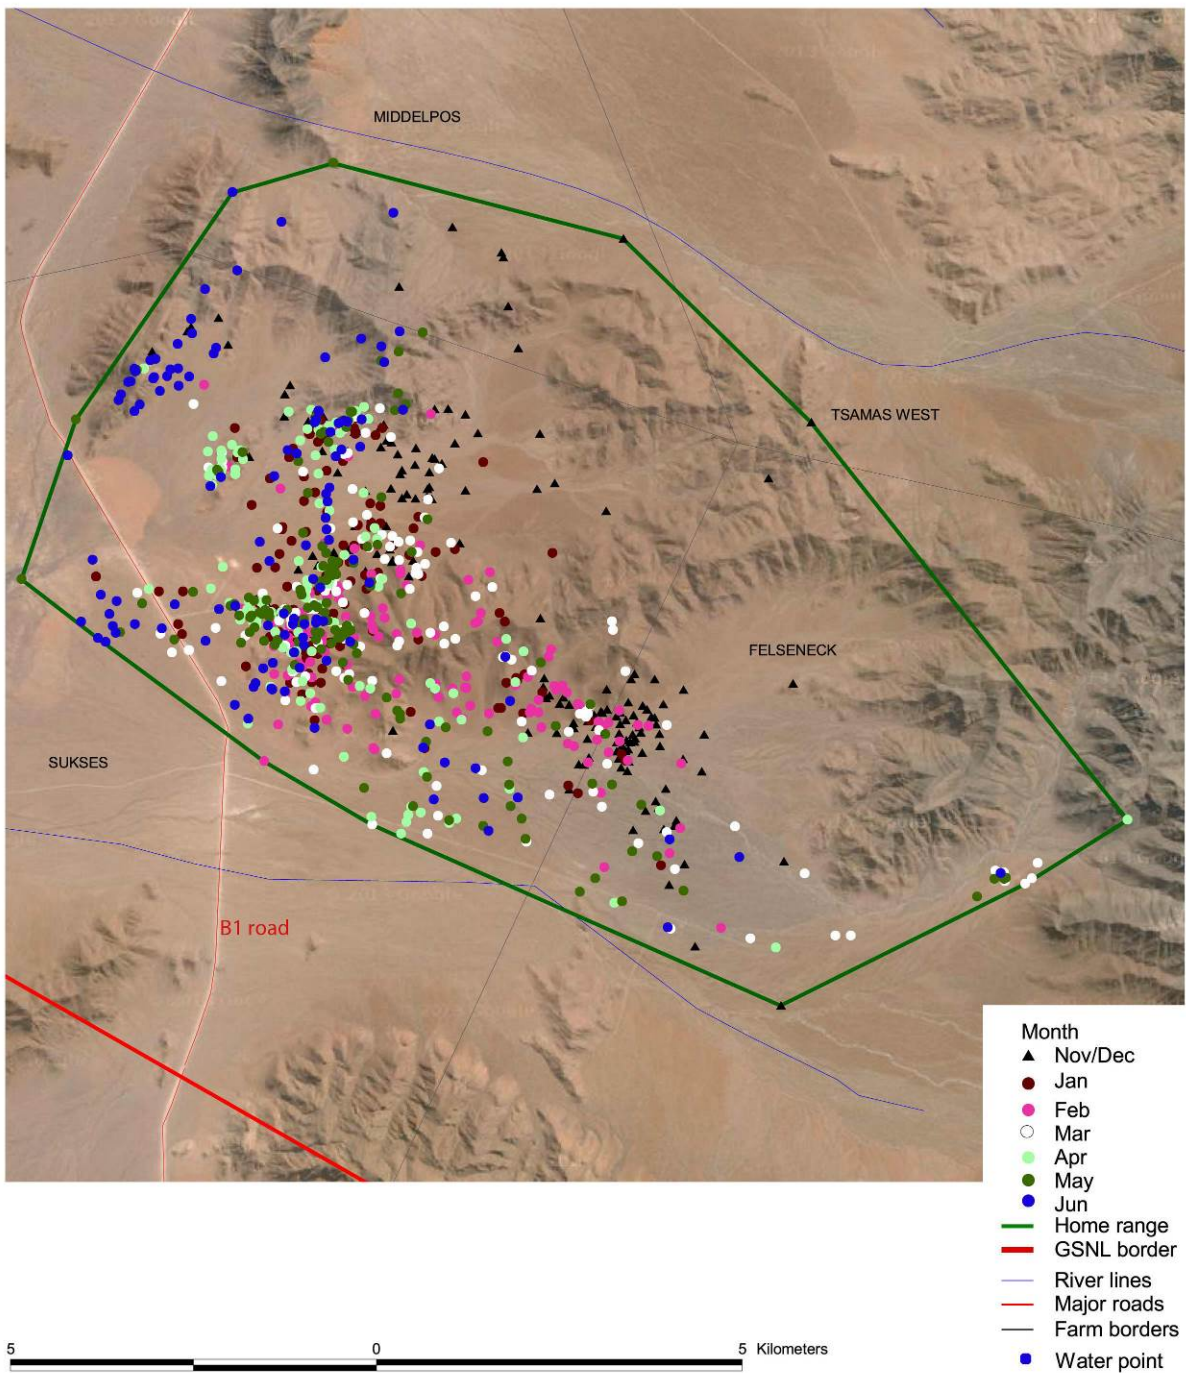 MIDDELPOS
TSAMAS WEST
FELSENECK
SUKSES
B1 road
Month
Nov/Dec
Jan
Feb
Mar
Apr
May
Jun
Home range
GSNL border
River lines
Major roads
Farm borders
Water point
5 0 5 Kilometers